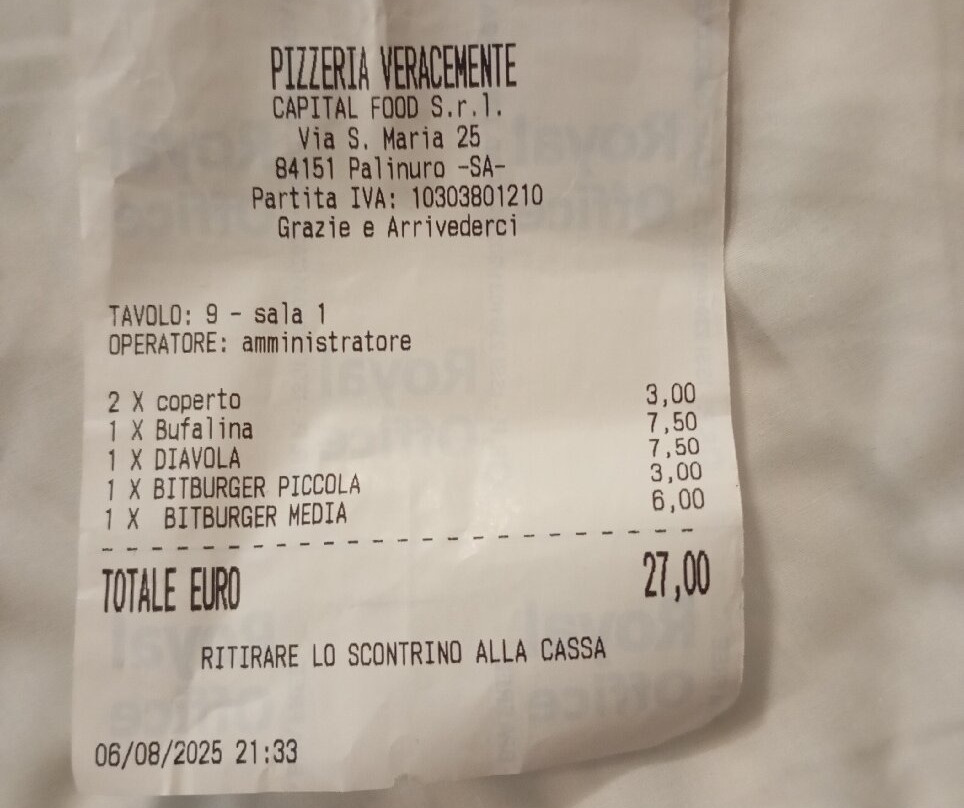 PIZZERIA VERACEMENTE
CAPITAL FOOD S.r.l.
Via S. Maria 25
84151 Palinuro -SA-
Partita IVA: 10303801210
Grazie e Arrivederci
TAVOLO: 9 - sala 1
OPERATORE: amministratore
2 X coperto 3,00
1 X Bufalina 7,50
1 X DIAVOLA 7,50
1 X BITBURGER PICCOLA 3,00
1 X BITBURGER MEDIA 6,00
TOTALE EURO 27,00
RITIRARE LO SCONTRINO ALLA CASSA
06/08/2025 21:33